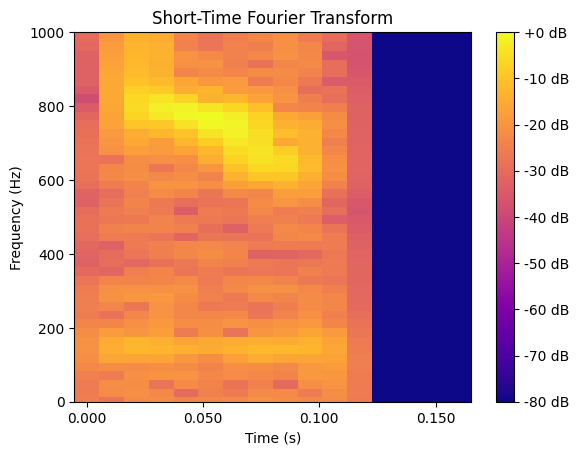 Short-Time Fourier Transform
1000
800
600
400
200
0
Frequency (Hz)
0.000
0.050
0.100
0.150
Time (s)
+0 dB
-10 dB
-20 dB
-30 dB
-40 dB
-50 dB
-60 dB
-70 dB
-80 dB